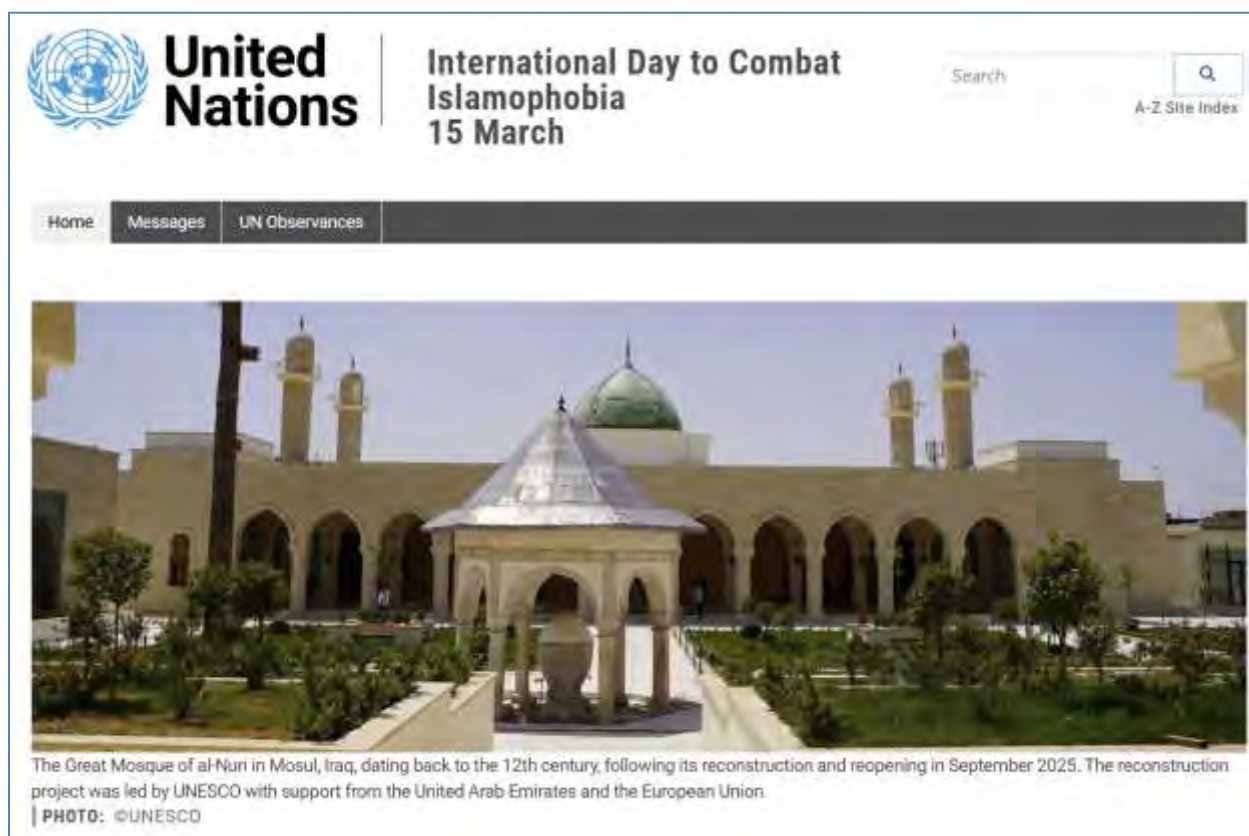 United
Nations
International Day to Combat
Islamophobia
15 March
Search
A-Z Site Index
Home
Messages
UN Observances
The Great Mosque of al-Nuri in Mosul, Iraq, dating back to the 12th century, following its reconstruction and reopening in September 2025. The reconstruction
project was led by UNESCO with support from the United Arab Emirates and the European Union.
PHOTO: ©UNESCO